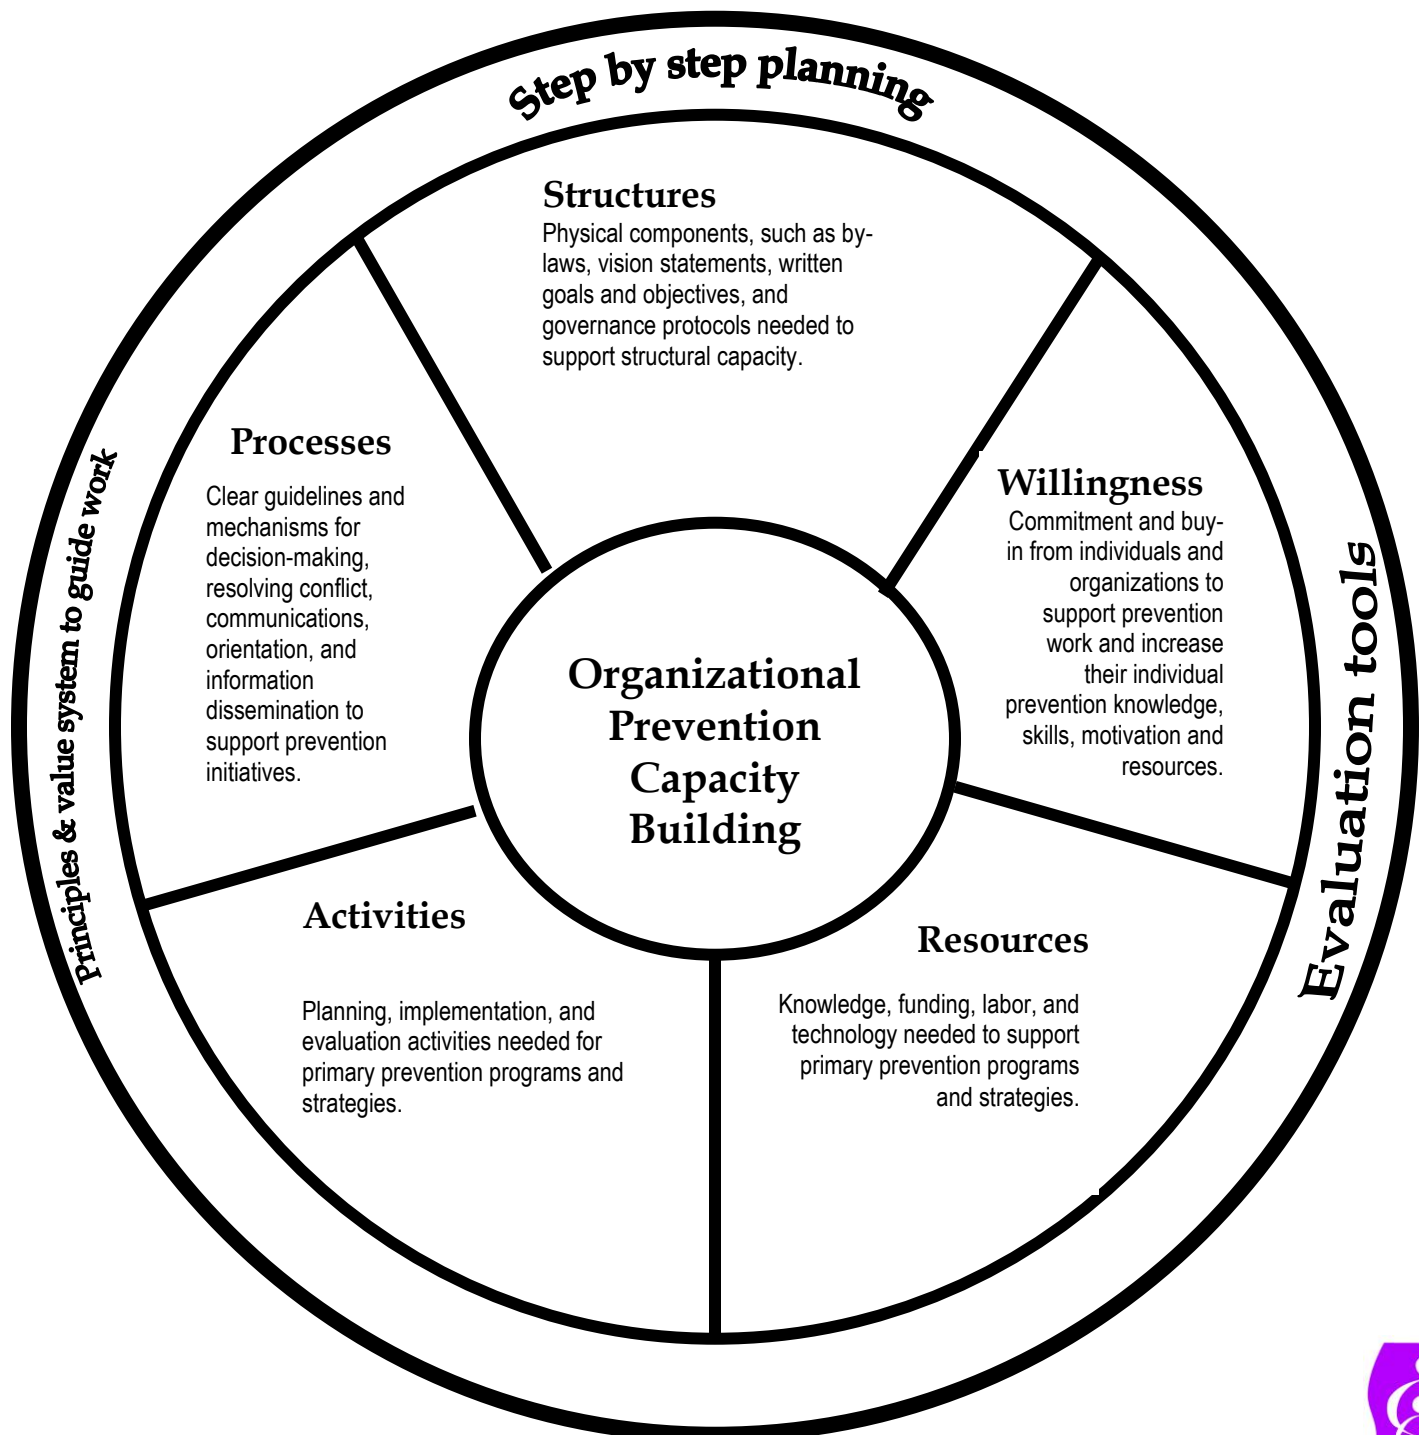 Step by step planning
Structures
Physical components, such as by-
laws, vision statements, written
goals and objectives, and
governance protocols needed to
support structural capacity.
Processes
Clear guidelines and
mechanisms for
decision-making,
resolving conflict,
communications,
orientation, and
information
dissemination to
support prevention
initiatives.
Willingness
Commitment and buy-
in from individuals and
organizations to
support prevention
work and increase
their individual
prevention knowledge,
skills, motivation and
resources.
Organizational
Prevention
Capacity
Building
Activities
Planning, implementation, and
evaluation activities needed for
primary prevention programs and
strategies.
Resources
Knowledge, funding, labor, and
technology needed to support
primary prevention programs
and strategies.
Principles & value system to guide work
Evaluation tools